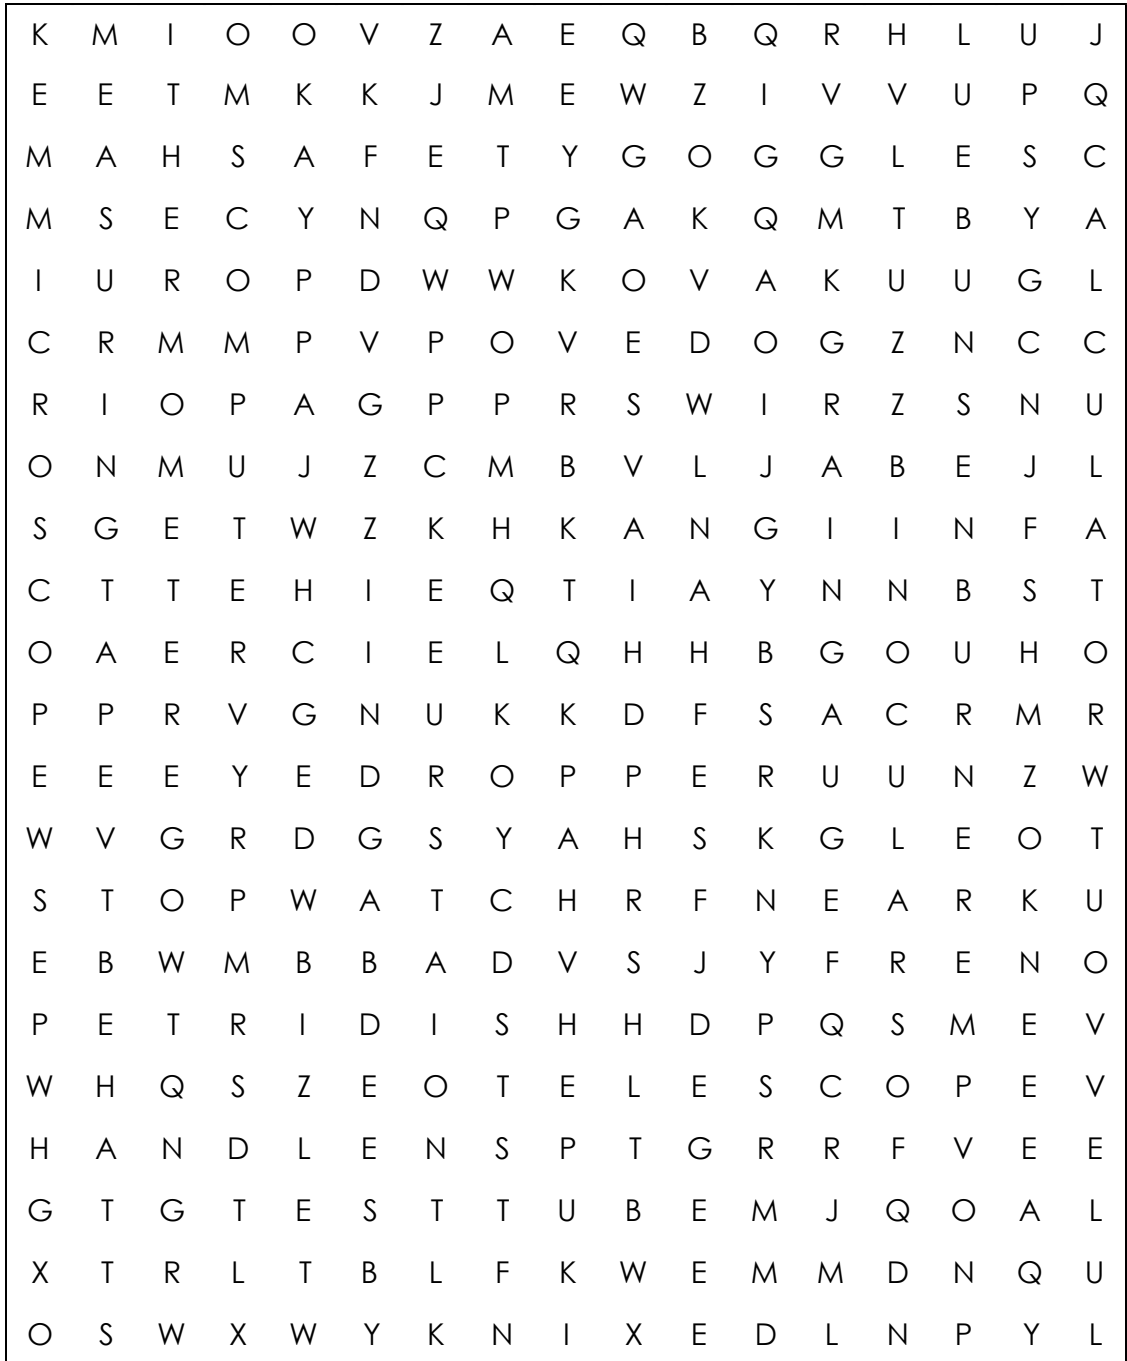 K M I O O V Z A E Q B Q R H L U J
E E T M K K J M E W Z I V V U P Q
M A H S A F E T Y G O G G L E S C
M S E C Y N Q P G A K Q M T B Y A
I U R O P D W W K O V A K U U G L
C R M M P V P O V E D O G Z N C C
R I O P A G P P R S W I R Z S N U
O N M U J Z C M B V L J A B E J L
S G E T W Z K H K A N G I I N F A
C T T E H I E Q T I A Y N N B S T
O A E R C I E L Q H H B G O U H O
P P R V G N U K K D F S A C R M R
E E E Y E D R O P P E R U U N Z W
W V G R D G S Y A H S K G L E O T
S T O P W A T C H R F N E A R K U
E B W M B B A D V S J Y F R E N O
P E T R I D I S H H D P Q S M E V
W H Q S Z E O T E L E S C O P E V
H A N D L E N S P T G R R F V E E
G T G T E S T T U B E M J Q O A L
X T R L T B L F K W E M M D N Q U
O S W X W Y K N I X E D L N P Y L